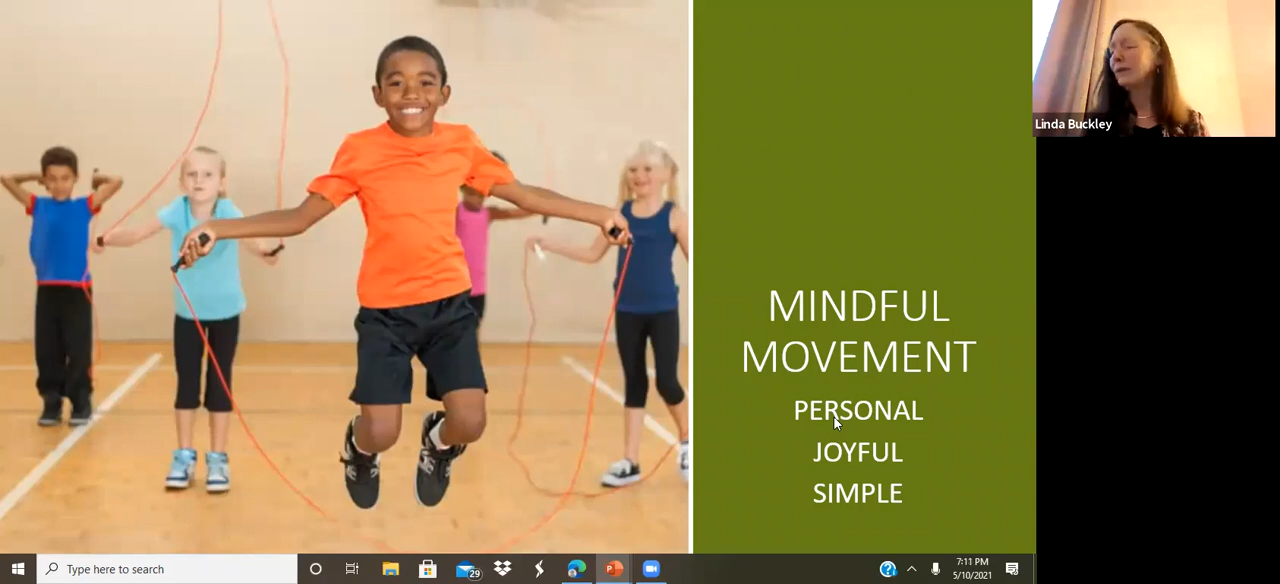 Linda Buckley
MINDFUL
MOVEMENT
PERSONAL
JOYFUL
SIMPLE
Type here to search
29
7:11 PM
5/10/2021